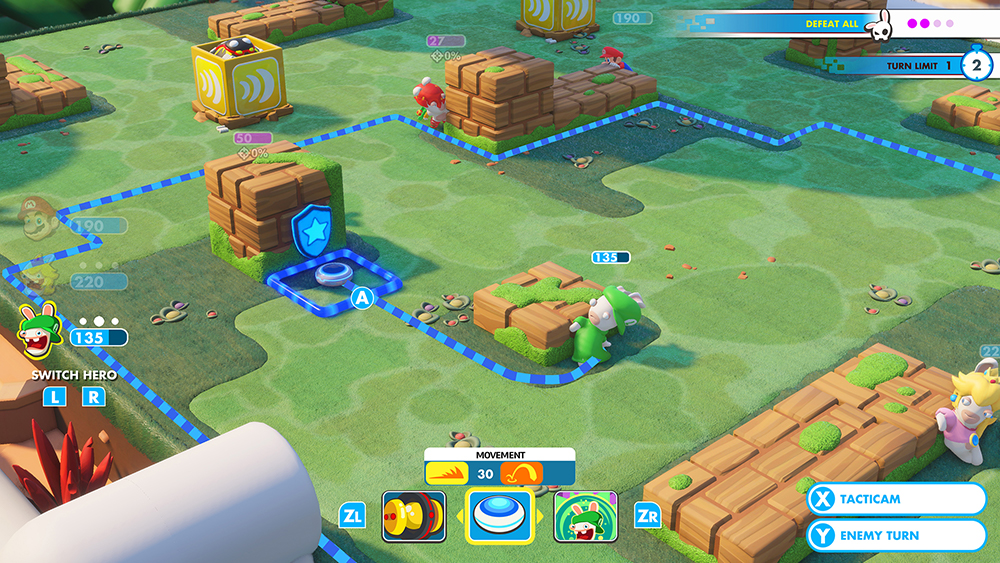 190
DEFEAT ALL
27
0%
TURN LIMIT 1
2
50
0%
190
135
220
135
A
SWITCH HERO
L R
MOVEMENT
30
ZL
ZR
X TACTICAM
Y ENEMY TURN